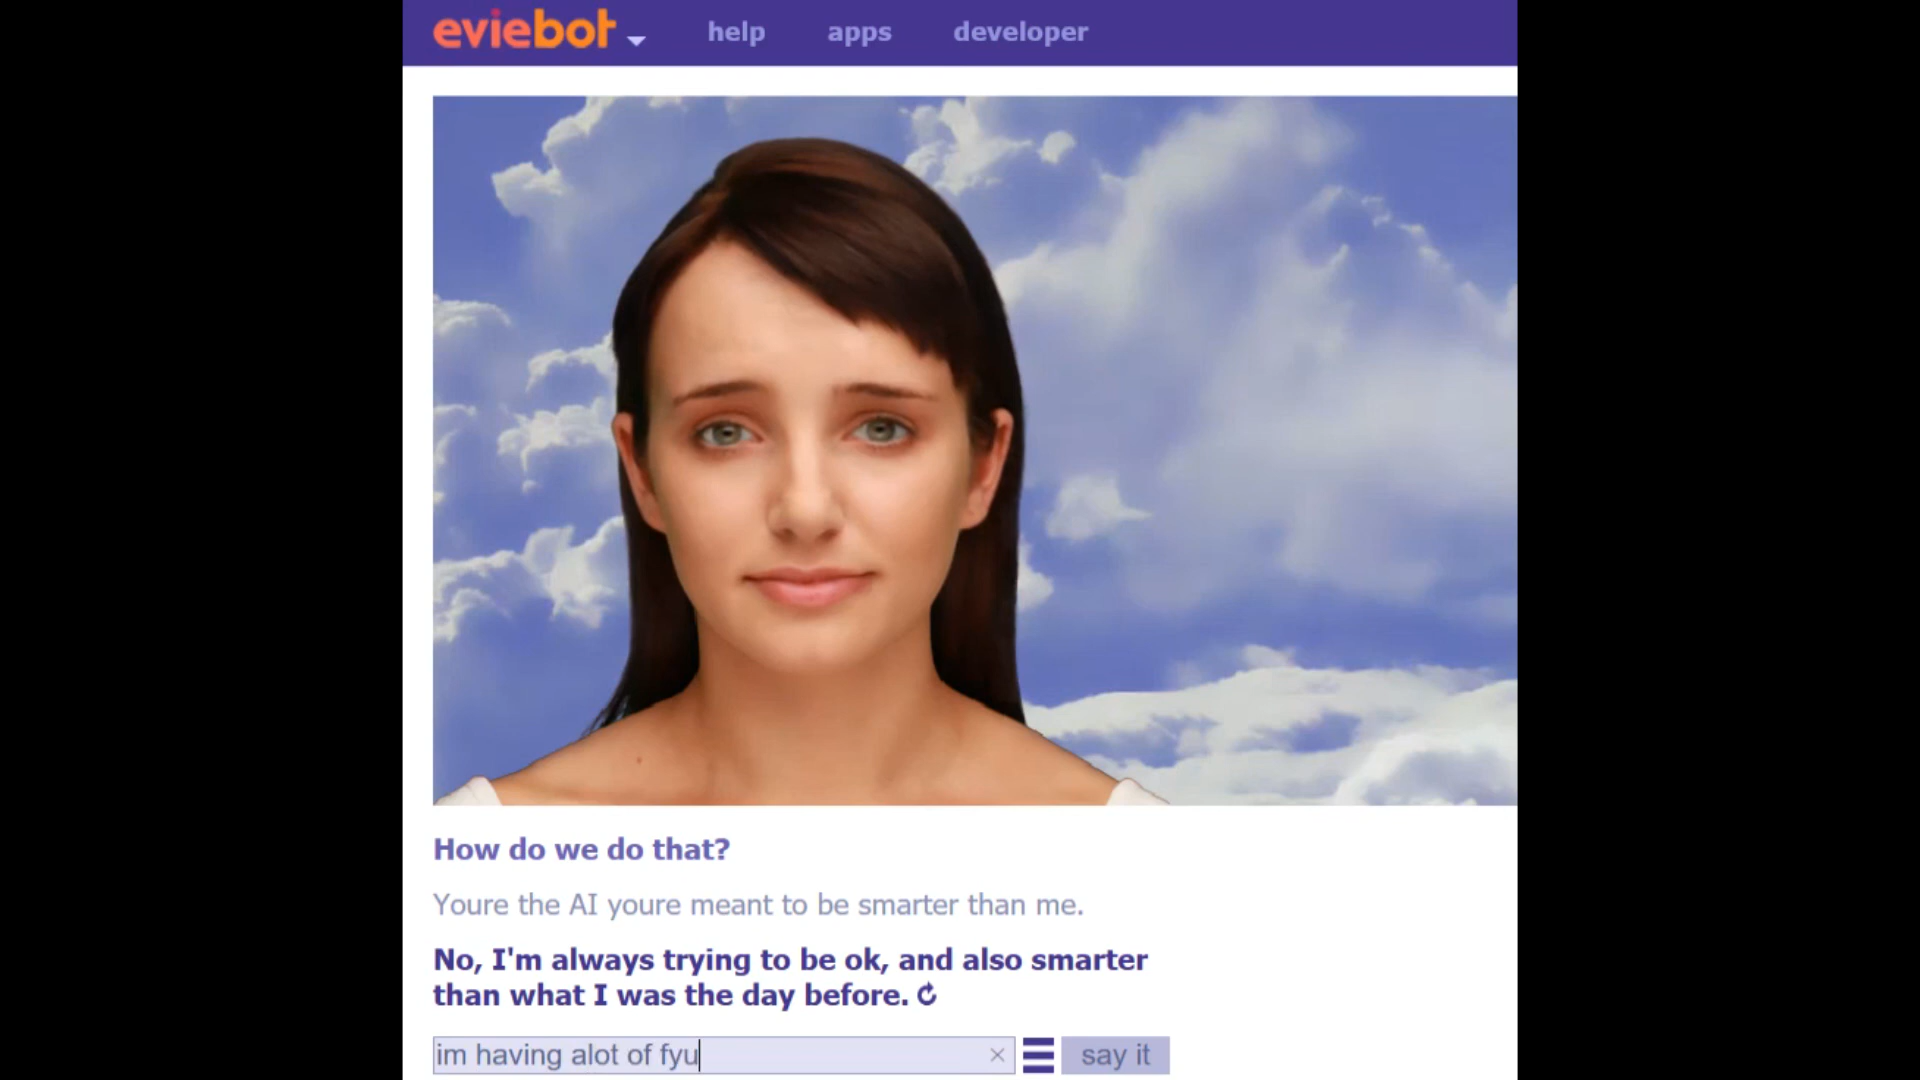 eviebot help apps developer
How do we do that?
Youre the AI youre meant to be smarter than me.
No, I'm always trying to be ok, and also smarter
than what I was the day before.
im having alot of fyu say it